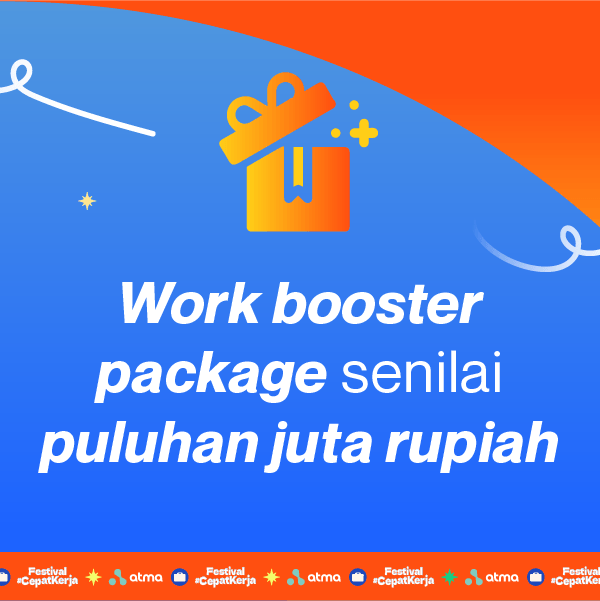 Work booster
package senilai
puluhan juta rupiah
Festival
#CepatKerja
atma
Festival
#CepatKerja
atma
Festival
#CepatKerja
atma
Festival
#CepatKerja